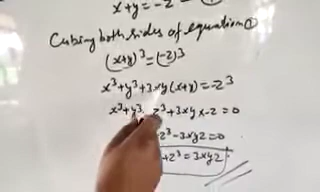 x+y=-z
Cubing both sides of equation ①
(x+y)³=(-z)³
x³+y³+3xy(x+y)=-z³
x³+y³ z³+3xy×-z=0
z³-3xyz=0
+z³=3xyz